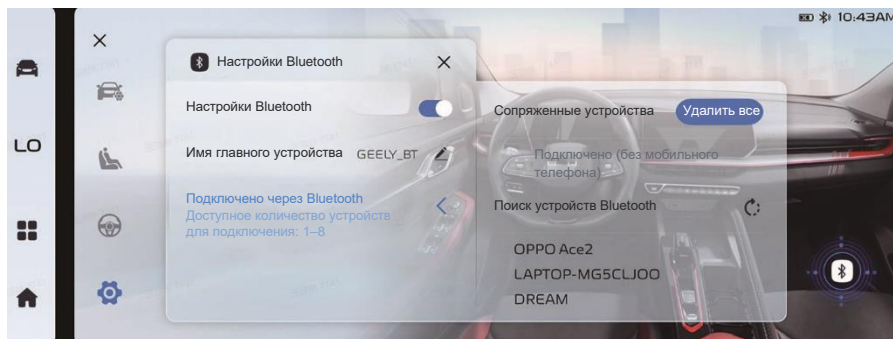 10:43AM
Настройки Bluetooth
LO
Настройки Bluetooth
Имя главного устройства GEELY_BT
Подключено через Bluetooth
Доступное количество устройств
для подключения: 1–8
Сопряженные устройства Удалить все
Подключено (без мобильного
телефона)
Поиск устройств Bluetooth
OPPO Ace2
LAPTOP-MG5CLJOO
DREAM